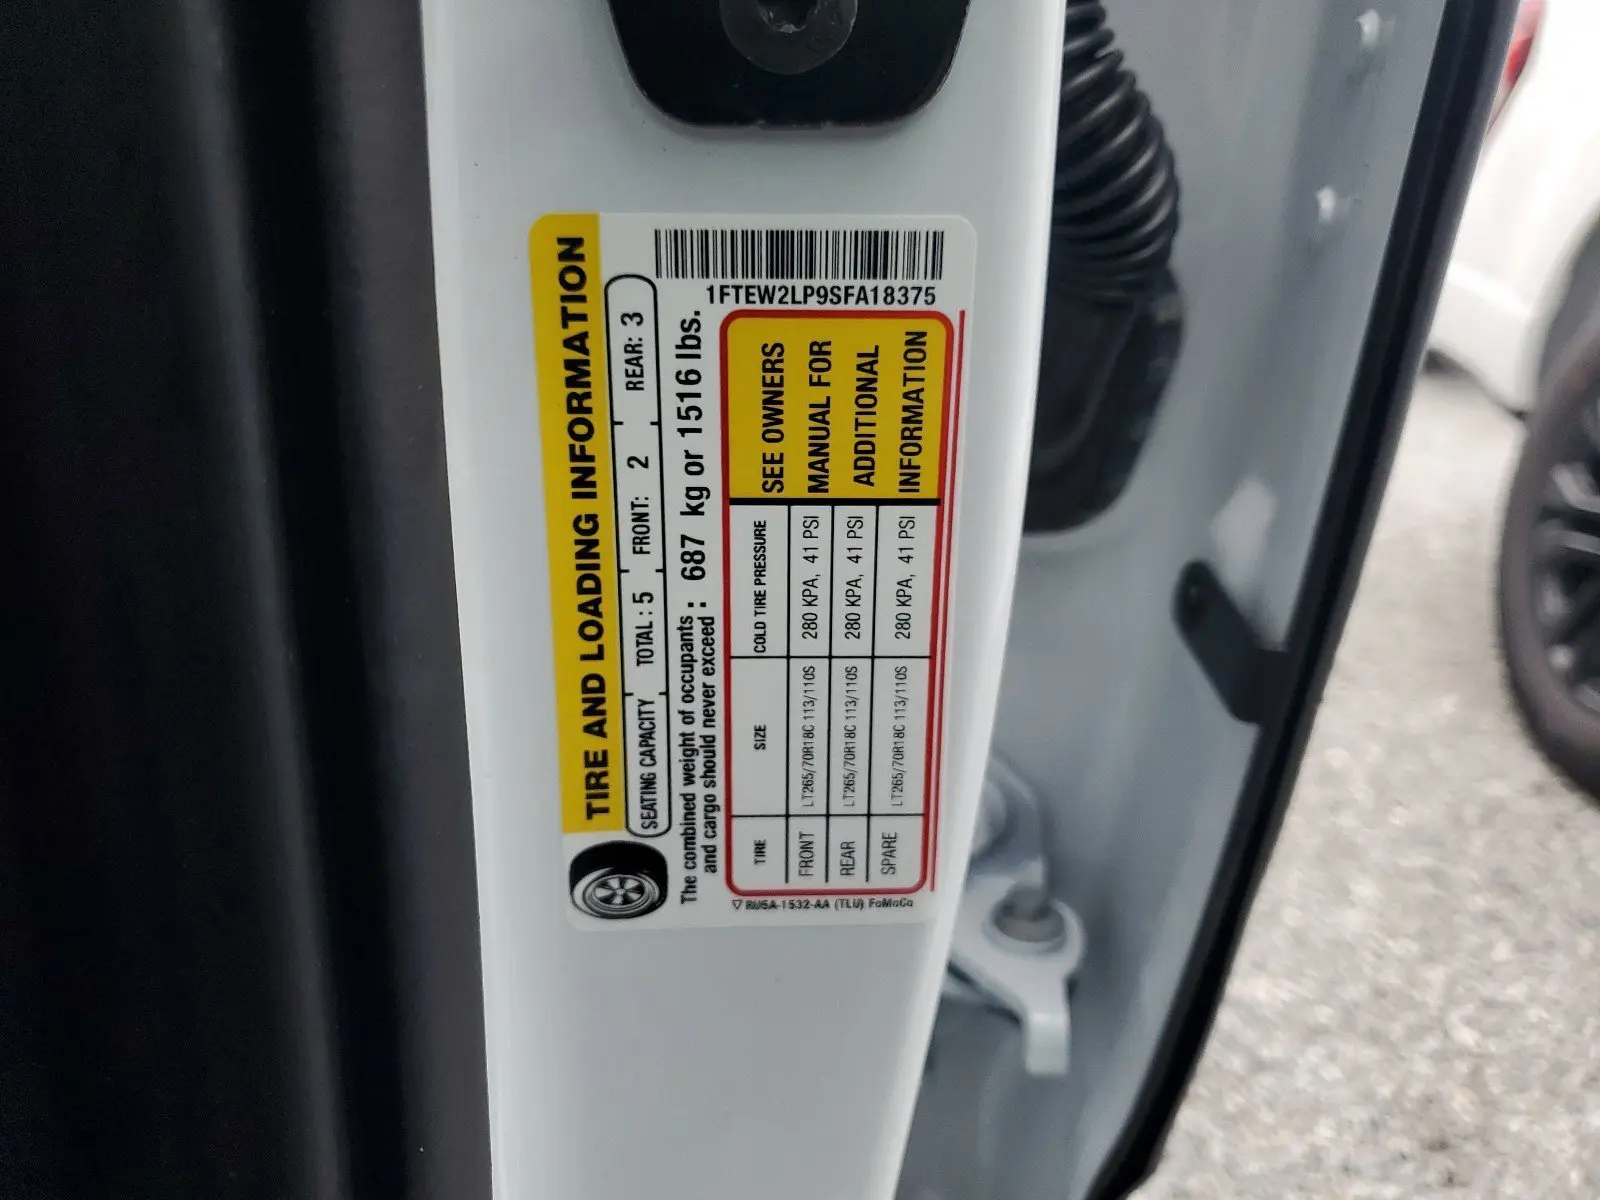 1FTEW2LP9SFA18375
TIRE AND LOADING INFORMATION
SEATING CAPACITY TOTAL : 5 FRONT: 2 REAR: 3
The combined weight of occupants
and cargo should never exceed : 687 kg or 1516 lbs.
TIRE SIZE COLD TIRE PRESSURE
FRONT LT265/70R18C 113/110S 280 KPA, 41 PSI
REAR LT265/70R18C 113/110S 280 KPA, 41 PSI
SPARE LT265/70R18C 113/110S 280 KPA, 41 PSI
SEE OWNERS
MANUAL FOR
ADDITIONAL
INFORMATION
RU5A-1532-AA (TLU) FoMoCo